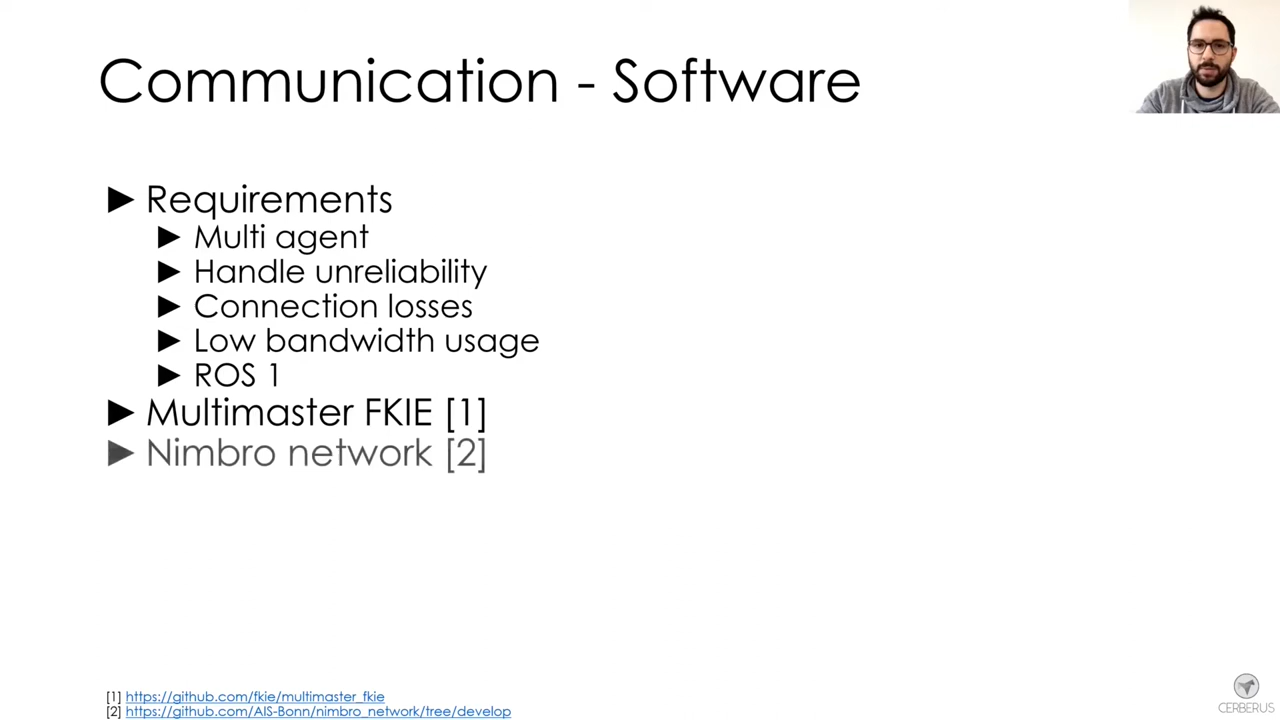 Communication - Software
► Requirements
► Multi agent
► Handle unreliability
► Connection losses
► Low bandwidth usage
► ROS 1
► Multimaster FKIE [1]
► Nimbro network [2]
[1] https://github.com/fkie/multimaster_fkie
[2] https://github.com/AIS-Bonn/nimbro_network/tree/develop
CERBERUS